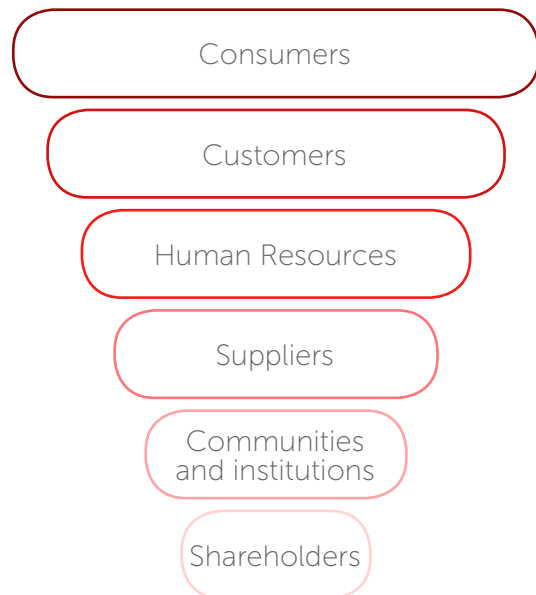 Consumers
Customers
Human Resources
Suppliers
Communities
and institutions
Shareholders